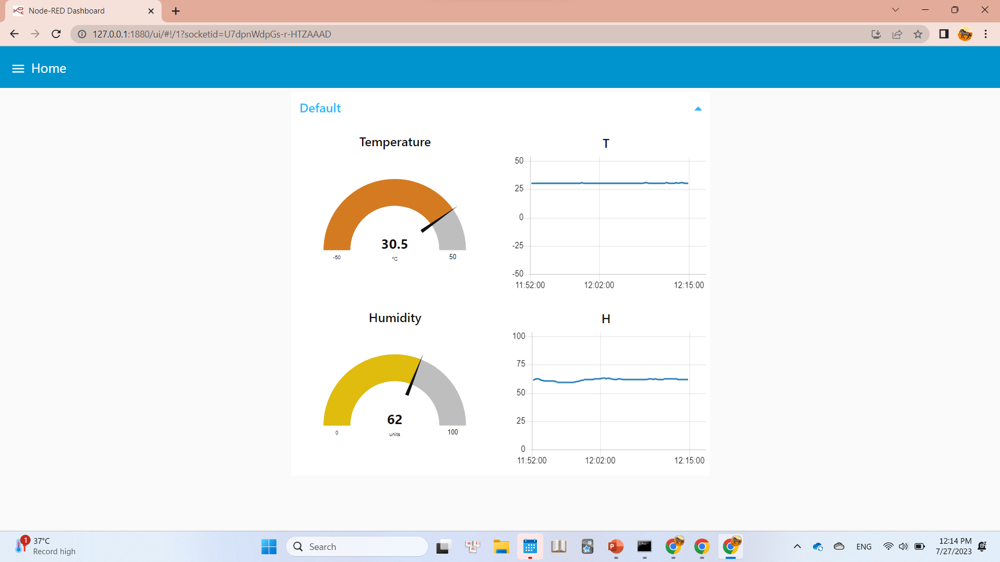 Node-RED Dashboard
127.0.0.1:1880/ui/#!/1?socketid=U7dpnWdpGs-r-HTZAAAD
Home
Default
Temperature
30.5
°C
-50
50
T
50
25
0
-25
-50
11:52:00
12:02:00
12:15:00
Humidity
62
units
0
100
H
100
75
50
25
0
11:52:00
12:02:00
12:15:00
1
37°C
Record high
Search
ENG
12:14 PM
7/27/2023